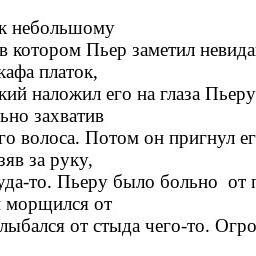 к небольшому
в котором Пьер заметил невида
кафа платок,
кий наложил его на глаза Пьеру
ьно захватив
го волоса. Потом он пригнул ег
зяв за руку,
уда-то. Пьеру было больно от п
морщился от
лыбался от стыда чего-то. Огро